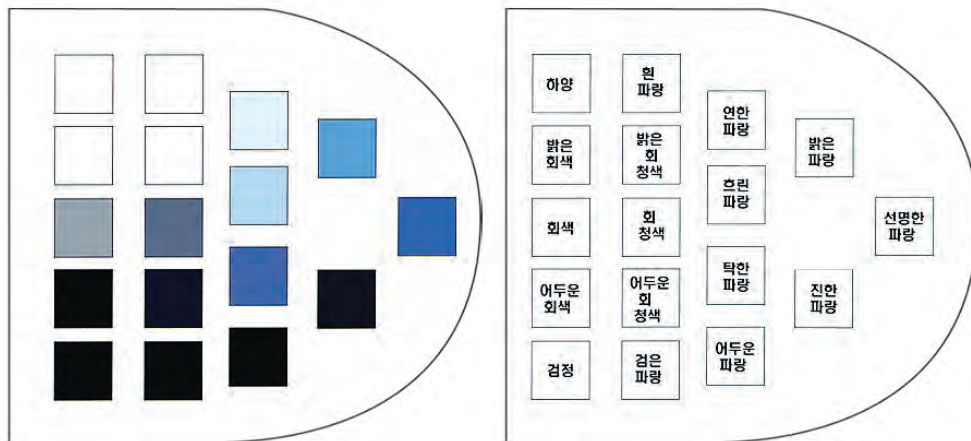 하양
흰
파랑
연한
파랑
밝은
회색
밝은
회
청색
밝은
파랑
흐린
파랑
회색
회
청색
선명한
파랑
탁한
파랑
어두운
회색
어두운
회
청색
진한
파랑
어두운
파랑
검정
검은
파랑